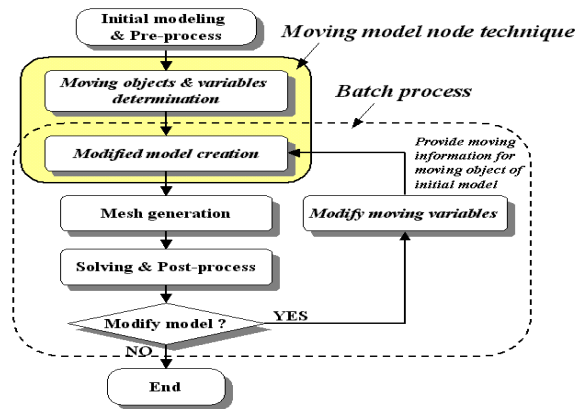 Initial modeling
& Pre-process
Moving model node technique
Moving objects & variables
determination
Batch process
Modified model creation
Provide moving
information for
moving object of
initial model
Mesh generation
Modify moving variables
Solving & Post-process
Modify model ?
YES
NO
End